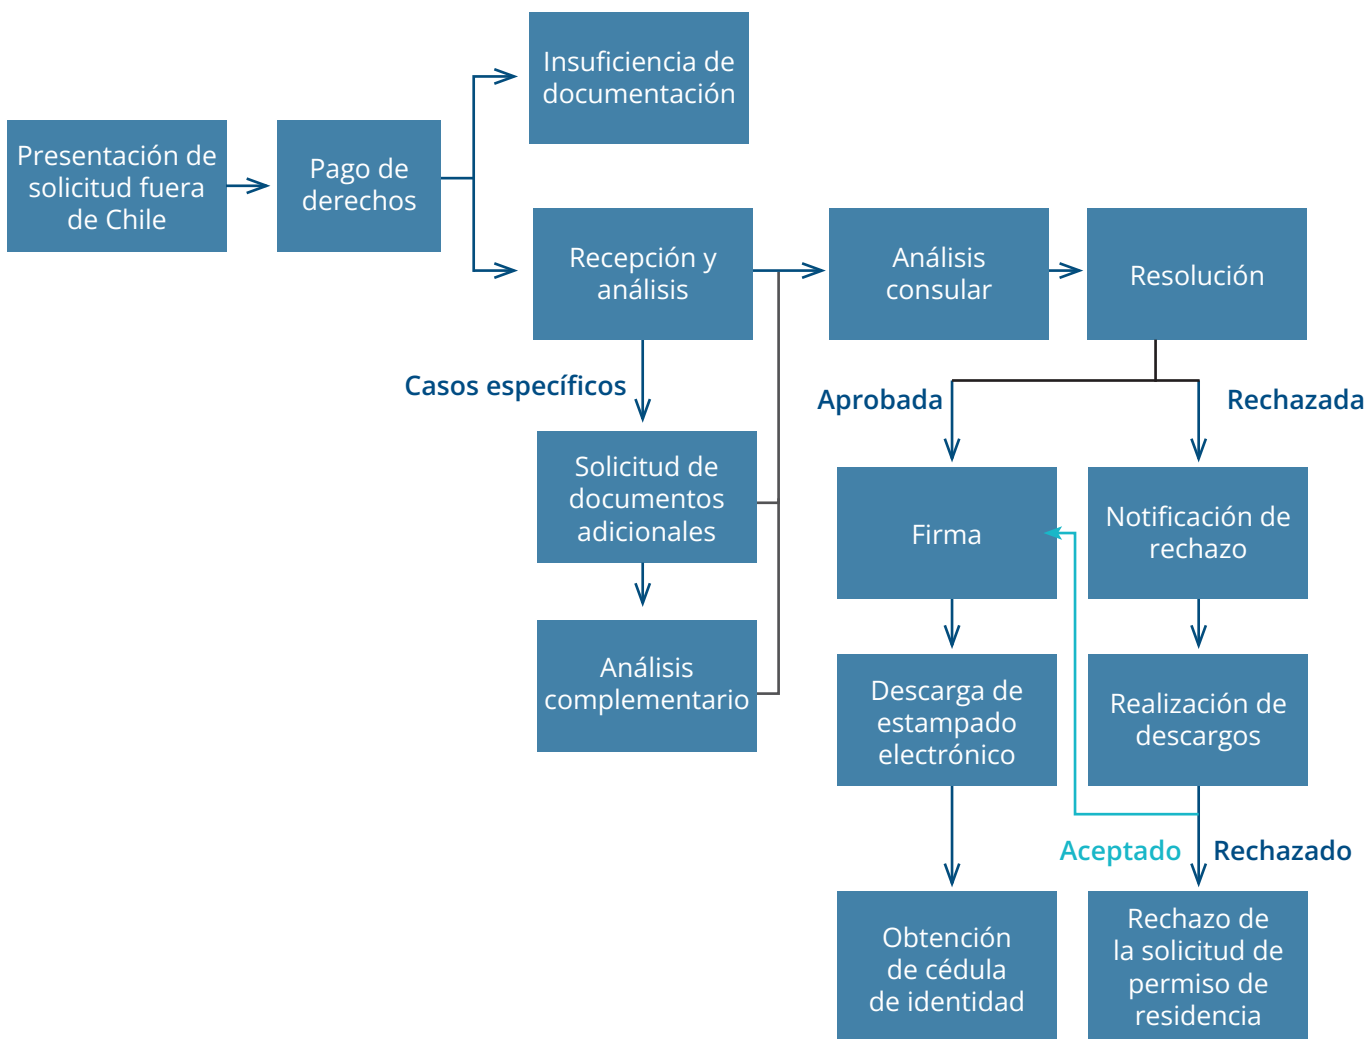 Insuficiencia de
documentación
Presentación de
solicitud fuera
de Chile
Pago de
derechos
Recepción y
análisis
Análisis
consular
Resolución
Casos específicos
Aprobada
Rechazada
Solicitud de
documentos
adicionales
Firma
Notificación de
rechazo
Análisis
complementario
Descarga de
estampado
electrónico
Realización de
descargos
Aceptado
Rechazado
Obtención
de cédula
de identidad
Rechazo de
la solicitud de
permiso de
residencia